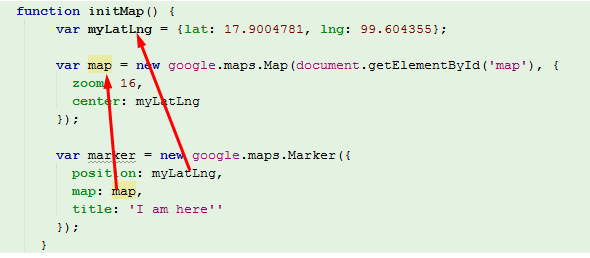 function initMap() {
var myLatLng = {lat: 17.9004781, lng: 99.604355};
var map = new google.maps.Map(document.getElementById('map'), {
zoom: 16,
center: myLatLng
});
var marker = new google.maps.Marker({
position: myLatLng,
map: map,
title: 'I am here''
});
}